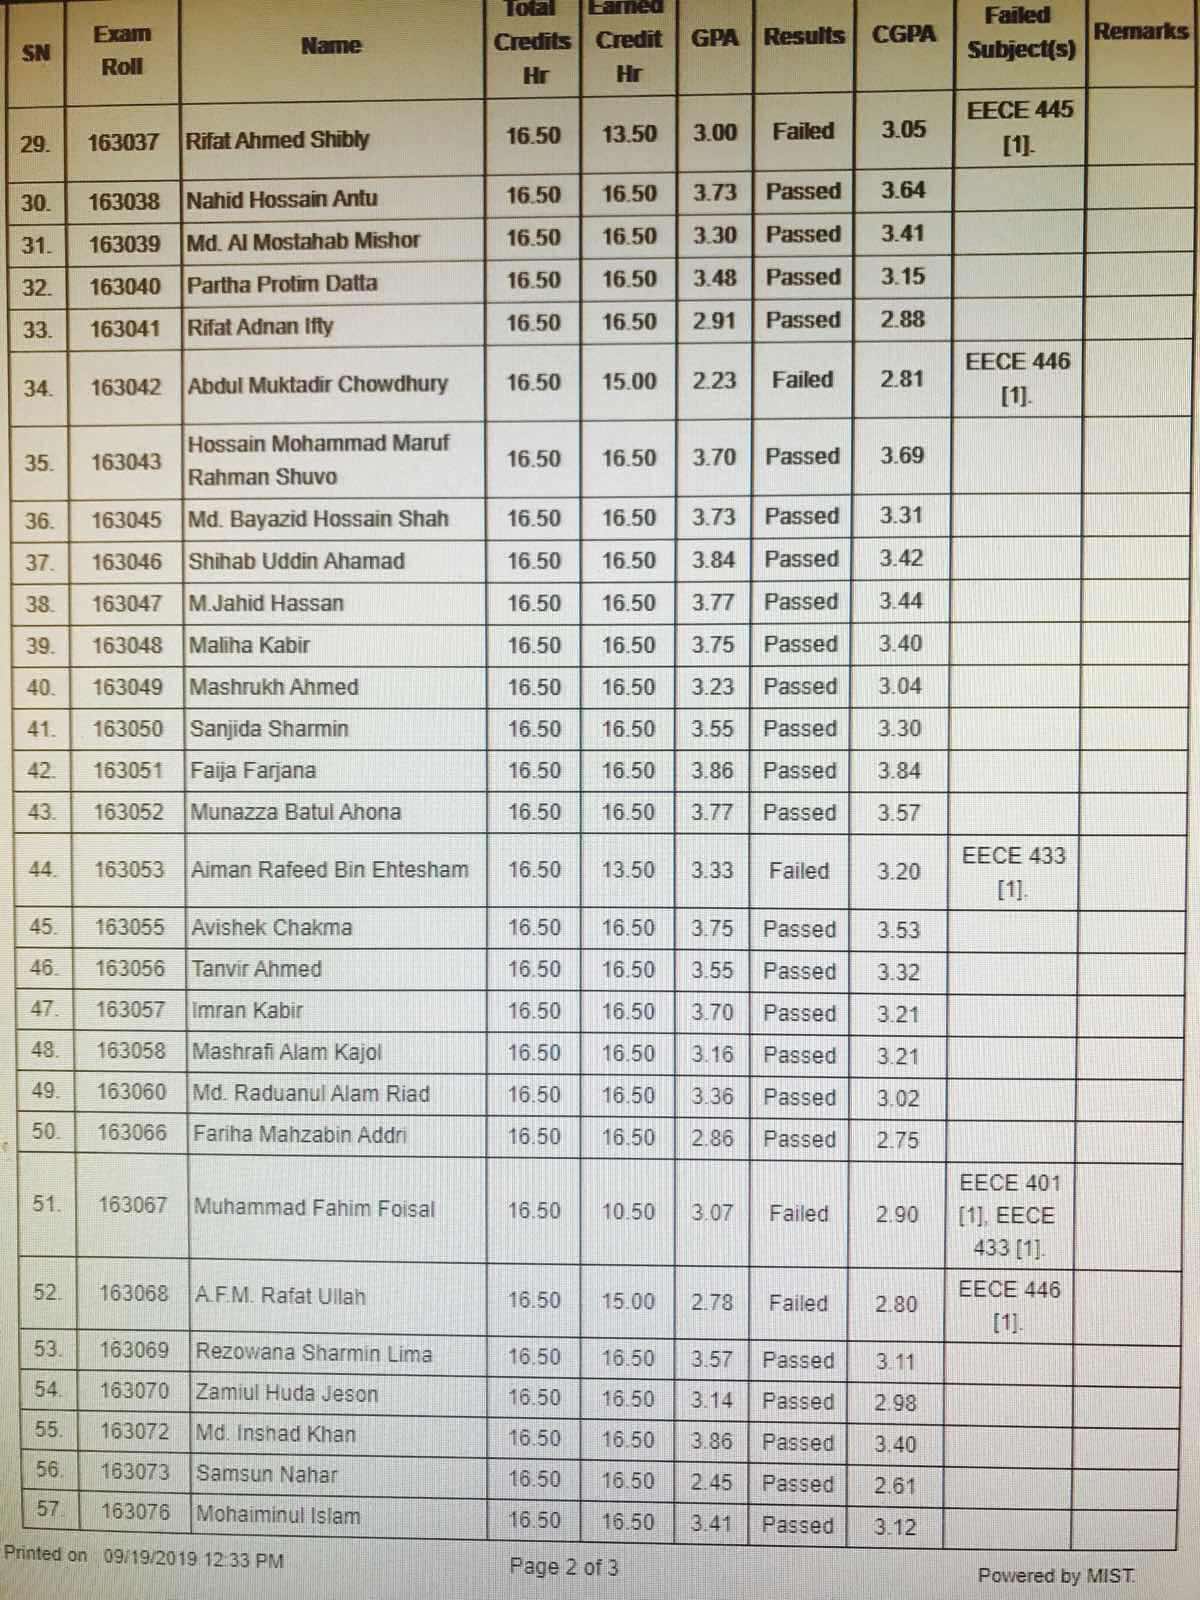 SN Exam Roll Name Total Credits Hr Earned Credit Hr GPA Results CGPA Failed Subject(s) Remarks
29. 163037 Rifat Ahmed Shibly 16.50 13.50 3.00 Failed 3.05 EECE 445 [1].
30. 163038 Nahid Hossain Antu 16.50 16.50 3.73 Passed 3.64
31. 163039 Md. Al Mostahab Mishor 16.50 16.50 3.30 Passed 3.41
32. 163040 Partha Protim Datta 16.50 16.50 3.48 Passed 3.15
33. 163041 Rifat Adnan Ifty 16.50 16.50 2.91 Passed 2.88
34. 163042 Abdul Muktadir Chowdhury 16.50 15.00 2.23 Failed 2.81 EECE 446 [1].
35. 163043 Hossain Mohammad Maruf Rahman Shuvo 16.50 16.50 3.70 Passed 3.69
36. 163045 Md. Bayazid Hossain Shah 16.50 16.50 3.73 Passed 3.31
37. 163046 Shihab Uddin Ahamad 16.50 16.50 3.84 Passed 3.42
38. 163047 M.Jahid Hassan 16.50 16.50 3.77 Passed 3.44
39. 163048 Maliha Kabir 16.50 16.50 3.75 Passed 3.40
40. 163049 Mashrukh Ahmed 16.50 16.50 3.23 Passed 3.04
41. 163050 Sanjida Sharmin 16.50 16.50 3.55 Passed 3.30
42. 163051 Faija Farjana 16.50 16.50 3.86 Passed 3.84
43. 163052 Munazza Batul Ahona 16.50 16.50 3.77 Passed 3.57
44. 163053 Aiman Rafeed Bin Ehtesham 16.50 13.50 3.33 Failed 3.20 EECE 433 [1].
45. 163055 Avishek Chakma 16.50 16.50 3.75 Passed 3.53
46. 163056 Tanvir Ahmed 16.50 16.50 3.55 Passed 3.32
47. 163057 Imran Kabir 16.50 16.50 3.70 Passed 3.21
48. 163058 Mashrafi Alam Kajol 16.50 16.50 3.16 Passed 3.21
49. 163060 Md. Raduanul Alam Riad 16.50 16.50 3.36 Passed 3.02
50. 163066 Fariha Mahzabin Addri 16.50 16.50 2.86 Passed 2.75
51. 163067 Muhammad Fahim Foisal 16.50 10.50 3.07 Failed 2.90 EECE 401 [1], EECE 433 [1].
52. 163068 A.F.M. Rafat Ullah 16.50 15.00 2.78 Failed 2.80 EECE 446 [1].
53. 163069 Rezowana Sharmin Lima 16.50 16.50 3.57 Passed 3.11
54. 163070 Zamiul Huda Jeson 16.50 16.50 3.14 Passed 2.98
55. 163072 Md. Inshad Khan 16.50 16.50 3.86 Passed 3.40
56. 163073 Samsun Nahar 16.50 16.50 2.45 Passed 2.61
57. 163076 Mohaiminul Islam 16.50 16.50 3.41 Passed 3.12
Printed on : 09/19/2019 12:33 PM Page 2 of 3 Powered by MIST.